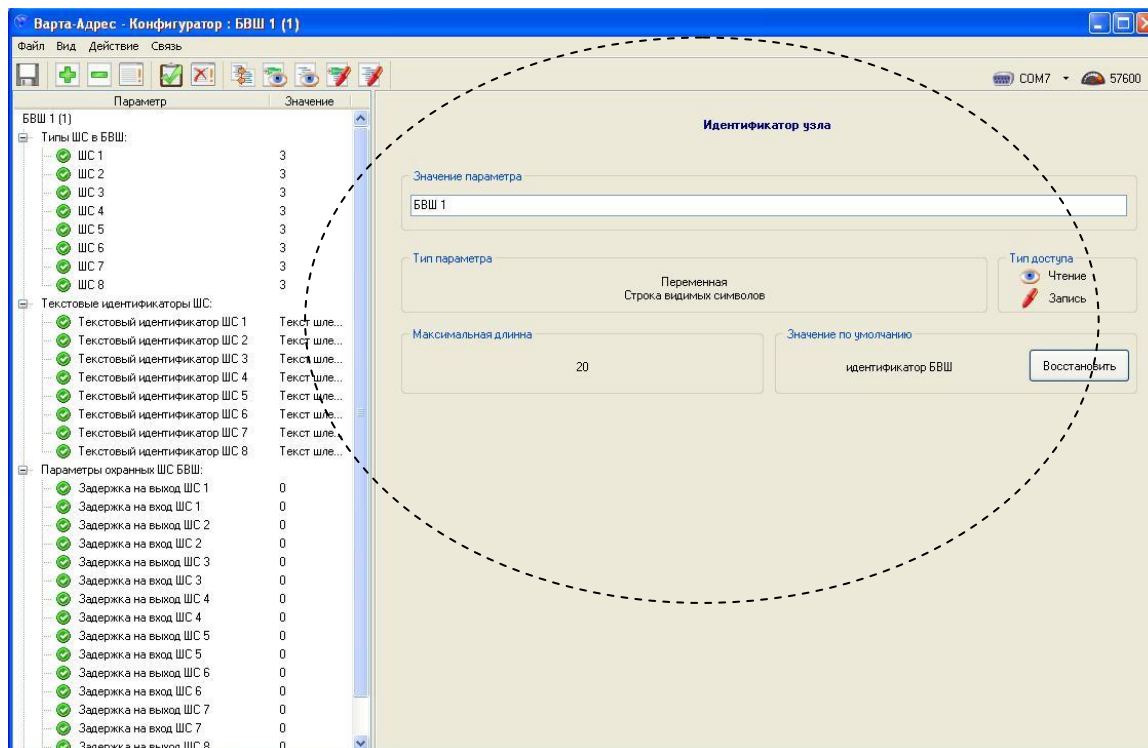 Варта-Адрес - Конфигуратор : БВШ 1 (1)
Файл Вид Действие Связь
COM7 57600
Параметр Значение
БВШ 1 (1)
Типы ШС в БВШ:
ШС 1 3
ШС 2 3
ШС 3 3
ШС 4 3
ШС 5 3
ШС 6 3
ШС 7 3
ШС 8 3
Текстовые идентификаторы ШС:
Текстовый идентификатор ШС 1 Текст шле...
Текстовый идентификатор ШС 2 Текст шле...
Текстовый идентификатор ШС 3 Текст шле...
Текстовый идентификатор ШС 4 Текст шле...
Текстовый идентификатор ШС 5 Текст шле...
Текстовый идентификатор ШС 6 Текст шле...
Текстовый идентификатор ШС 7 Текст шле...
Текстовый идентификатор ШС 8 Текст шле...
Параметры охранных ШС БВШ:
Задержка на выход ШС 1 0
Задержка на вход ШС 1 0
Задержка на выход ШС 2 0
Задержка на вход ШС 2 0
Задержка на выход ШС 3 0
Задержка на вход ШС 3 0
Задержка на выход ШС 4 0
Задержка на вход ШС 4 0
Задержка на выход ШС 5 0
Задержка на вход ШС 5 0
Задержка на выход ШС 6 0
Задержка на вход ШС 6 0
Задержка на выход ШС 7 0
Задержка на вход ШС 7 0
Задержка на выход ШС 8 0
Идентификатор узла
Значение параметра
БВШ 1
Тип параметра
Переменная
Строка видимых символов
Тип доступа
Чтение
Запись
Максимальная длинна
20
Значение по умолчанию
идентификатор БВШ
Восстановить